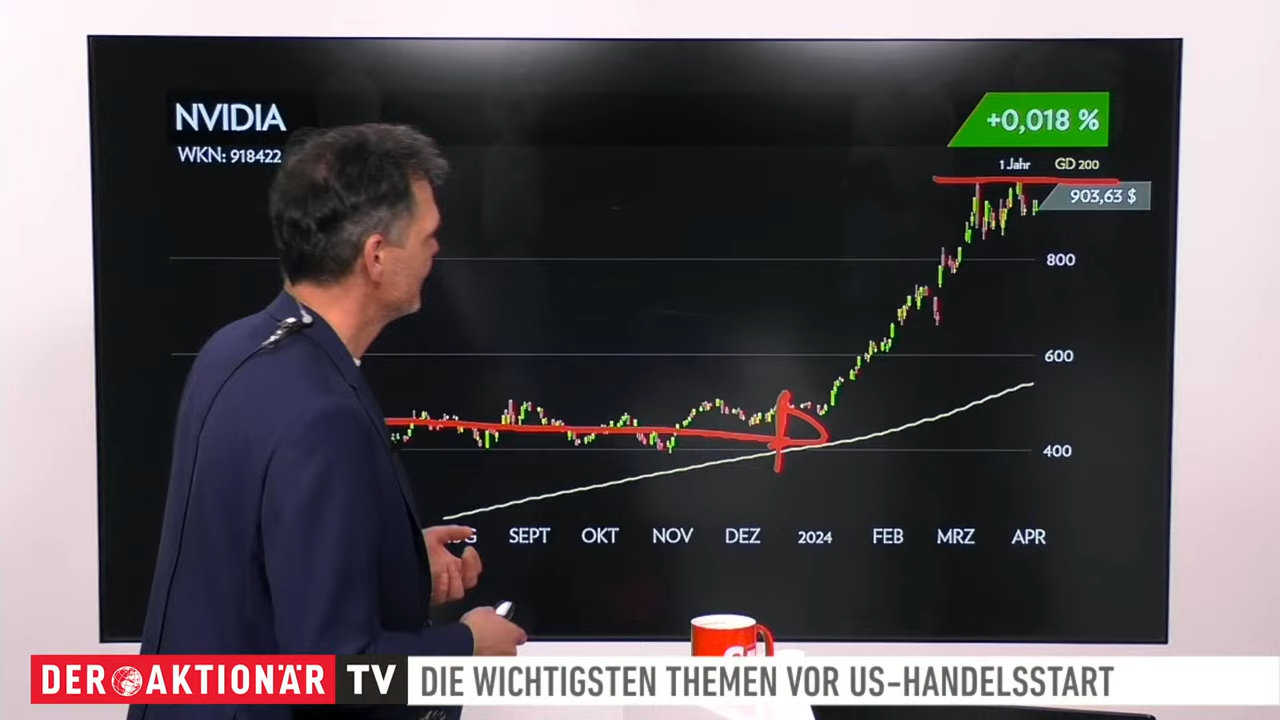 NVIDIA
WKN: 918422
+0,018 %
1 Jahr GD 200
903,63 $
800
600
400
SEPT OKT NOV DEZ 2024 FEB MRZ APR
DER AKTIONÄR TV DIE WICHTIGSTEN THEMEN VOR US-HANDELSSTART